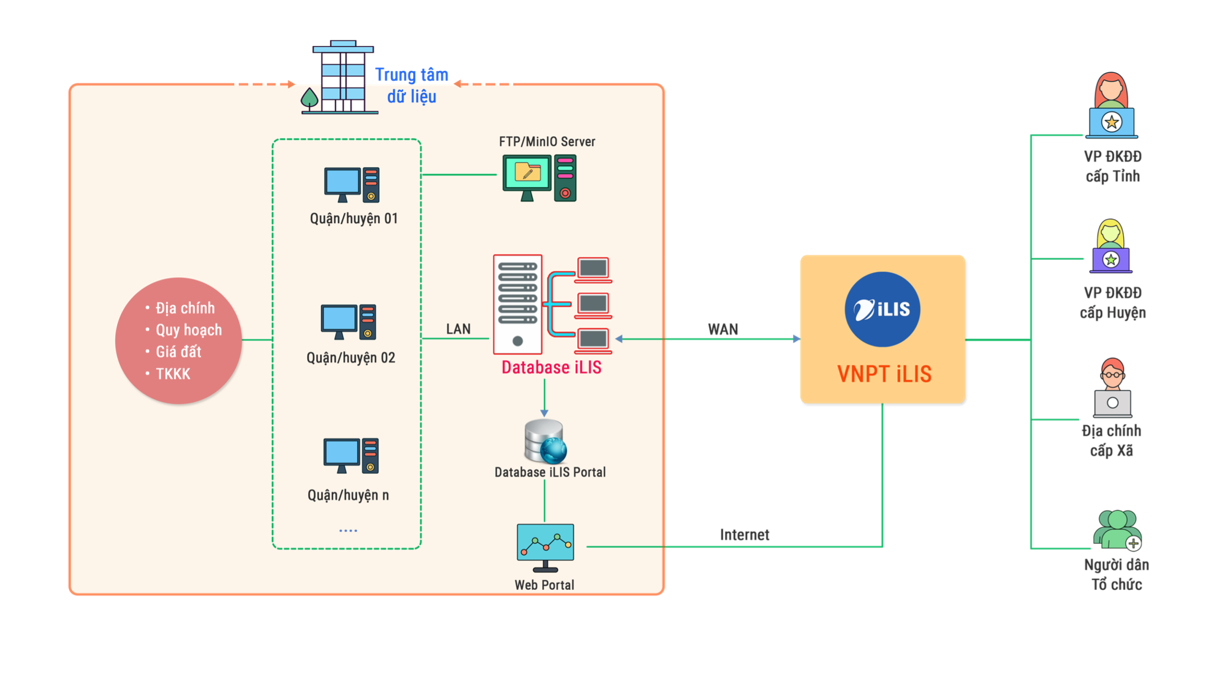 Trung tâm
dữ liệu
FTP/MinIO Server
Quận/huyện 01
• Địa chính
• Quy hoạch
• Giá đất
• TKKK
Quận/huyện 02
LAN
Database iLIS
WAN
iLIS
VNPT iLIS
Database iLIS Portal
Quận/huyện n
....
Internet
Web Portal
VP ĐKĐĐ
cấp Tỉnh
VP ĐKĐĐ
cấp Huyện
Địa chính
cấp Xã
Người dân
Tổ chức